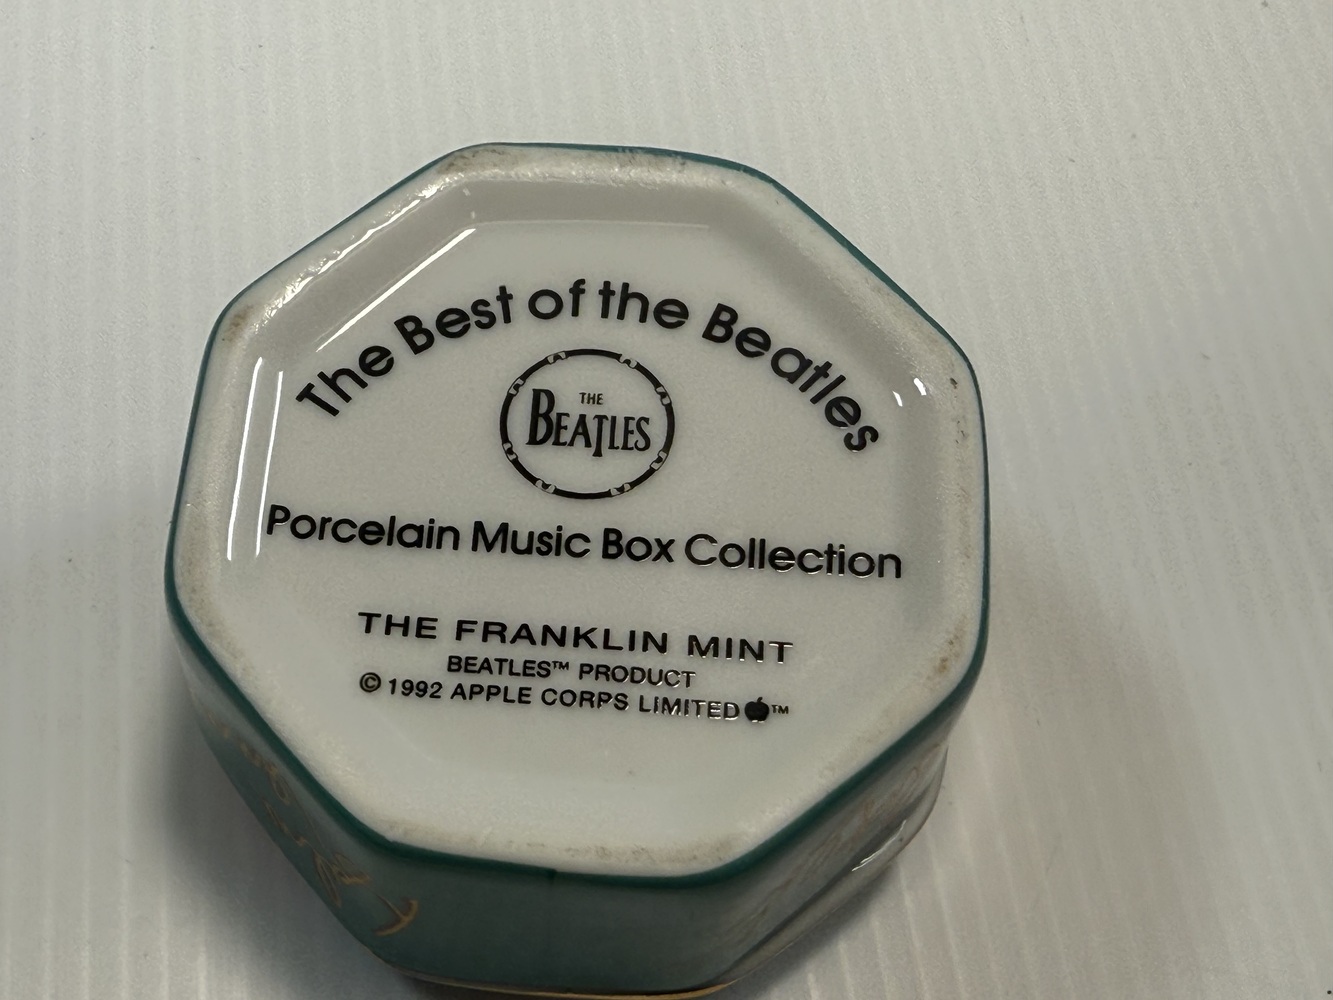 The Best of the Beatles
THE
BEATLES
Porcelain Music Box Collection
THE FRANKLIN MINT
BEATLES™ PRODUCT
© 1992 APPLE CORPS LIMITED ™